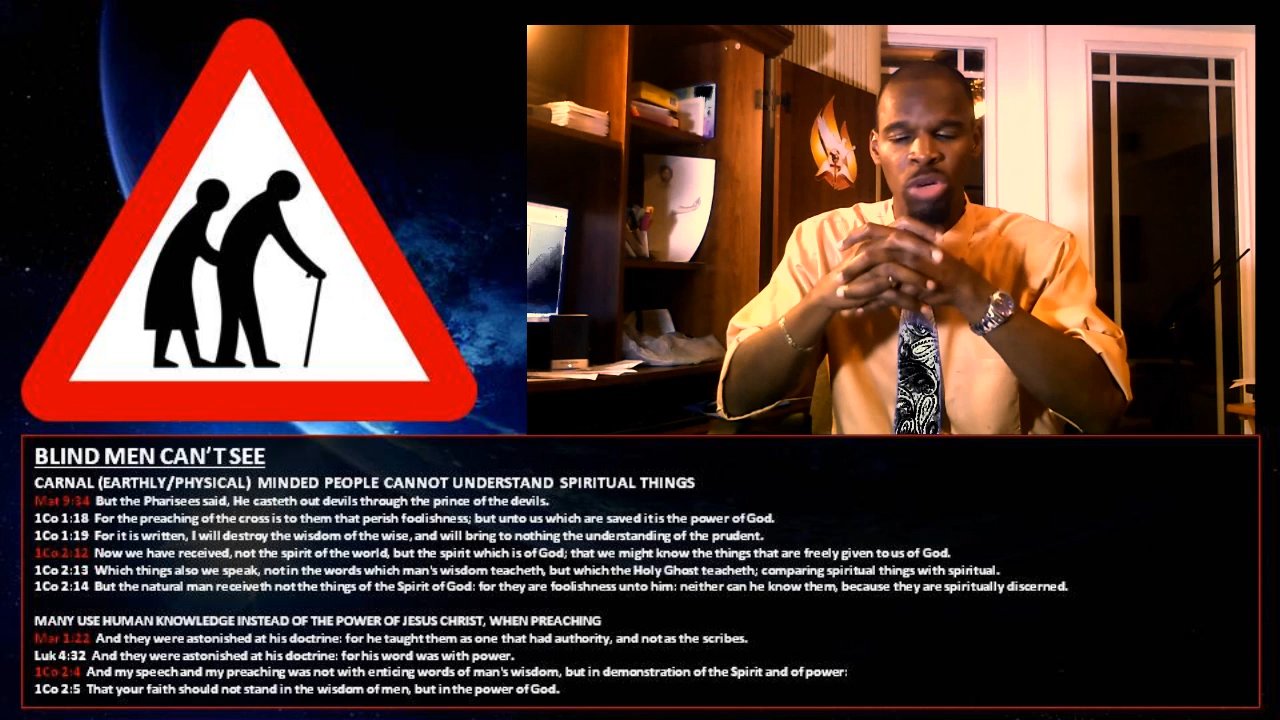 BLIND MEN CAN'T SEE
CARNAL (EARTHLY/PHYSICAL) MINDED PEOPLE CANNOT UNDERSTAND SPIRITUAL THINGS
Mat 9:34 But the Pharisees said, He casteth out devils through the prince of the devils.
1Co 1:18 For the preaching of the cross is to them that perish foolishness; but unto us which are saved it is the power of God.
1Co 1:19 For it is written, I will destroy the wisdom of the wise, and will bring to nothing the understanding of the prudent.
1Co 2:12 Now we have received, not the spirit of the world, but the spirit which is of God; that we might know the things that are freely given to us of God.
1Co 2:13 Which things also we speak, not in the words which man's wisdom teacheth, but which the Holy Ghost teacheth; comparing spiritual things with spiritual.
1Co 2:14 But the natural man receiveth not the things of the Spirit of God: for they are foolishness unto him: neither can he know them, because they are spiritually discerned.
MANY USE HUMAN KNOWLEDGE INSTEAD OF THE POWER OF JESUS CHRIST, WHEN PREACHING
Mar 1:22 And they were astonished at his doctrine: for he taught them as one that had authority, and not as the scribes.
Luk 4:32 And they were astonished at his doctrine: for his word was with power.
1Co 2:4 And my speech and my preaching was not with enticing words of man's wisdom, but in demonstration of the Spirit and of power:
1Co 2:5 That your faith should not stand in the wisdom of men, but in the power of God.